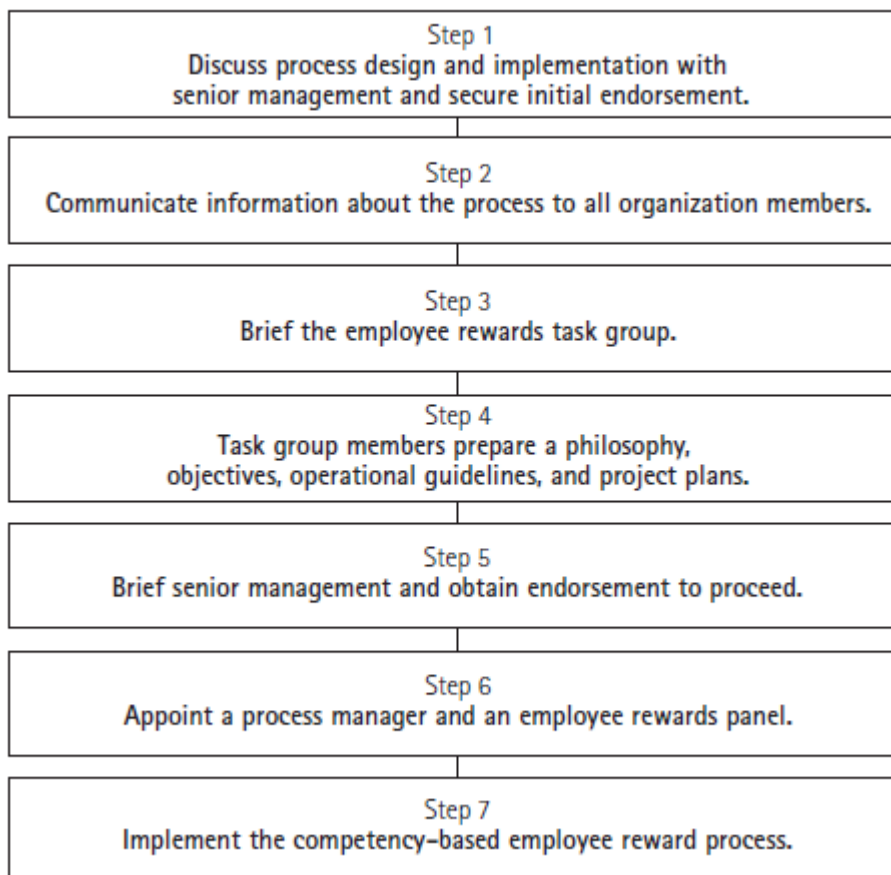 Step 1
Discuss process design and implementation with
senior management and secure initial endorsement.
Step 2
Communicate information about the process to all organization members.
Step 3
Brief the employee rewards task group.
Step 4
Task group members prepare a philosophy,
objectives, operational guidelines, and project plans.
Step 5
Brief senior management and obtain endorsement to proceed.
Step 6
Appoint a process manager and an employee rewards panel.
Step 7
Implement the competency-based employee reward process.